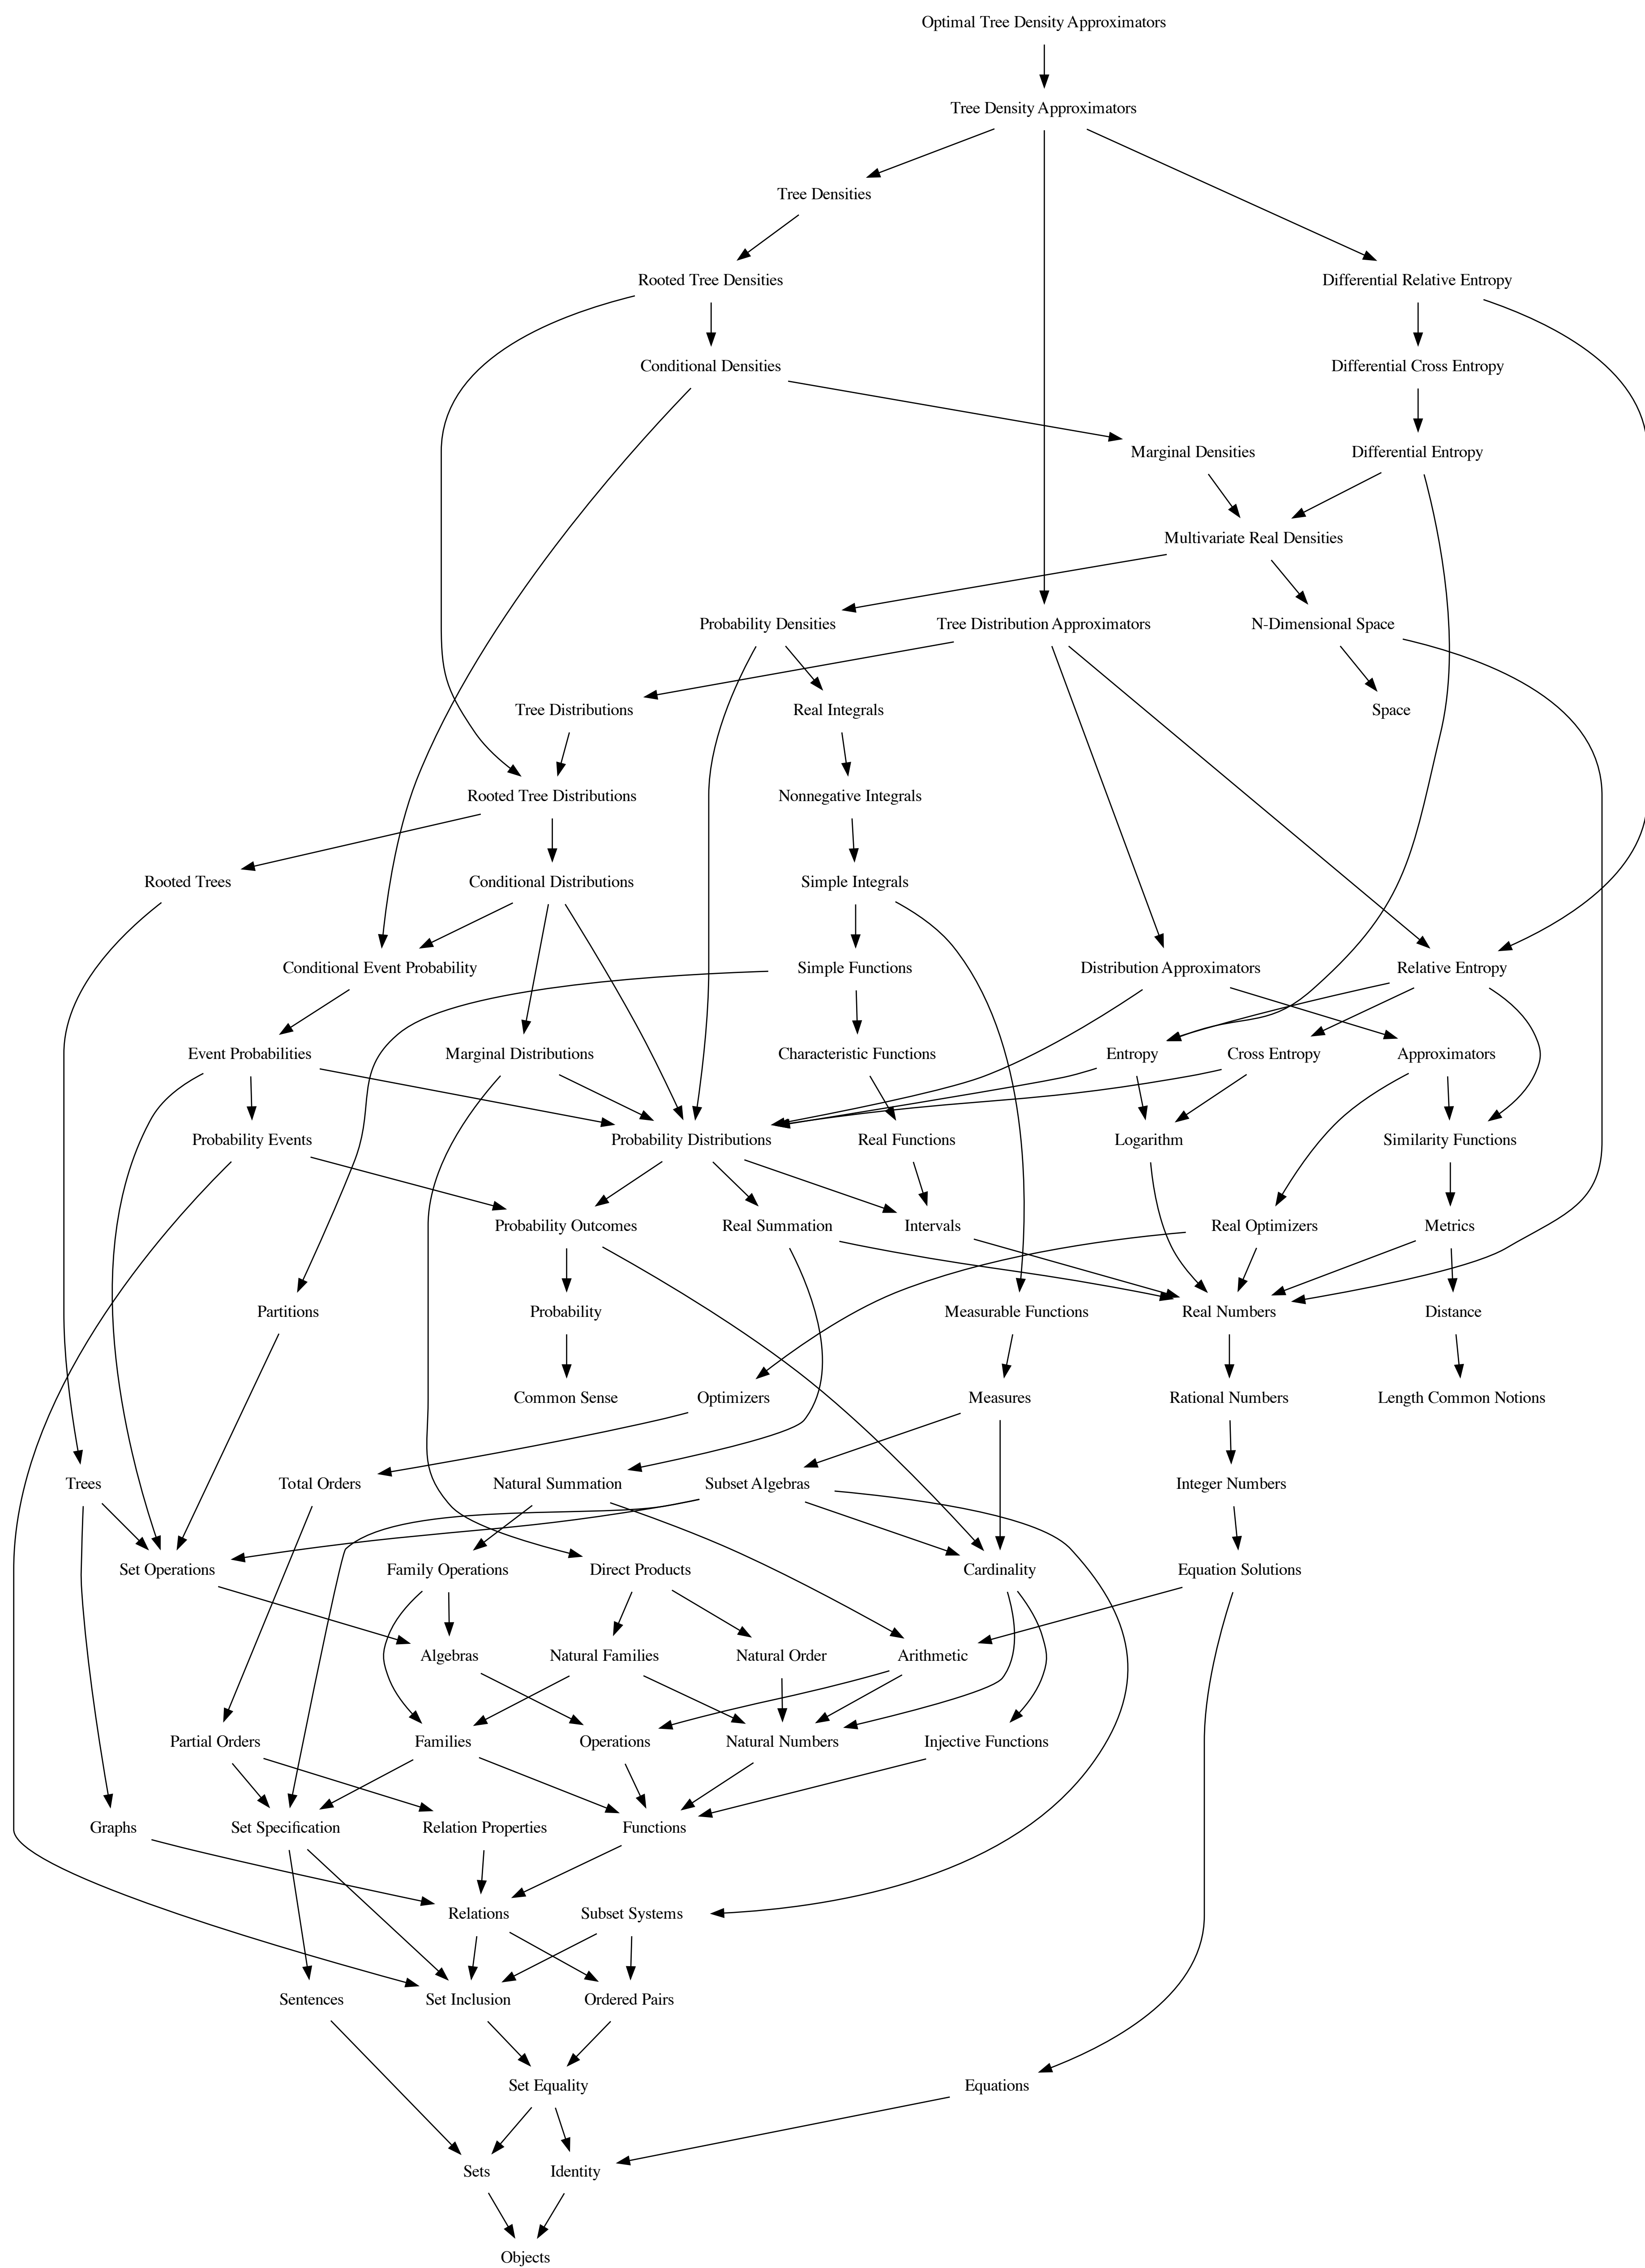 Optimal Tree Density Approximators
Tree Density Approximators
Tree Densities
Rooted Tree Densities
Differential Relative Entropy
Conditional Densities
Differential Cross Entropy
Marginal Densities
Differential Entropy
Multivariate Real Densities
Probability Densities
Tree Distribution Approximators
N-Dimensional Space
Tree Distributions
Real Integrals
Space
Rooted Tree Distributions
Nonnegative Integrals
Rooted Trees
Conditional Distributions
Simple Integrals
Conditional Event Probability
Simple Functions
Distribution Approximators
Relative Entropy
Event Probabilities
Marginal Distributions
Characteristic Functions
Entropy
Cross Entropy
Approximators
Probability Events
Probability Distributions
Real Functions
Logarithm
Similarity Functions
Probability Outcomes
Real Summation
Intervals
Real Optimizers
Metrics
Partitions
Probability
Measurable Functions
Real Numbers
Distance
Common Sense
Optimizers
Measures
Rational Numbers
Length Common Notions
Trees
Total Orders
Natural Summation
Subset Algebras
Integer Numbers
Set Operations
Family Operations
Direct Products
Cardinality
Equation Solutions
Algebras
Natural Families
Natural Order
Arithmetic
Partial Orders
Families
Operations
Natural Numbers
Injective Functions
Graphs
Set Specification
Relation Properties
Functions
Relations
Subset Systems
Sentences
Set Inclusion
Ordered Pairs
Set Equality
Equations
Sets
Identity
Objects